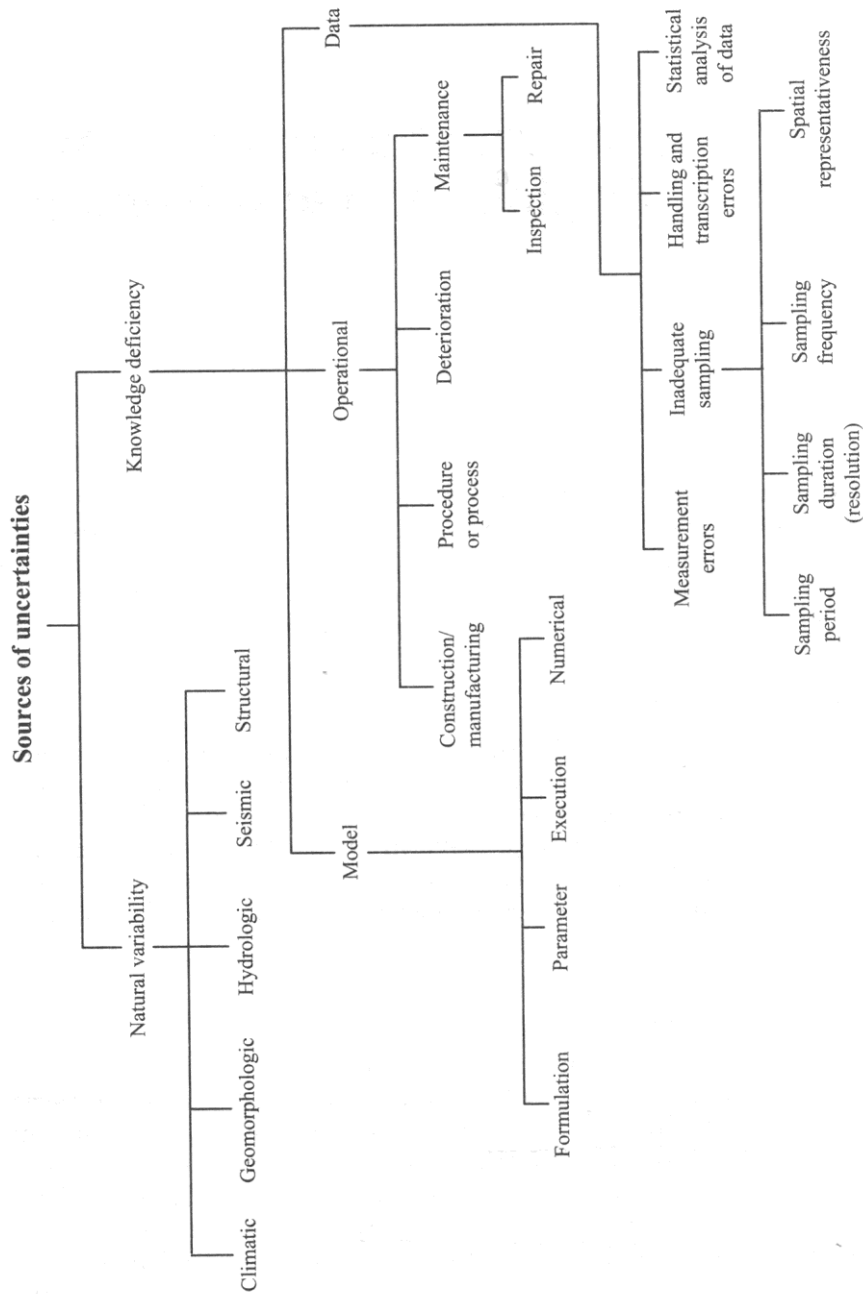 Sources of uncertainties
Natural variability
Knowledge deficiency
Climatic
Geomorphologic
Hydrologic
Seismic
Structural
Model
Operational
Data
Formulation
Parameter
Execution
Numerical
Construction/
manufacturing
Procedure
or process
Deterioration
Maintenance
Inspection
Repair
Measurement
errors
Inadequate
sampling
Handling and
transcription
errors
Statistical
analysis
of data
Sampling
period
Sampling
duration
(resolution)
Sampling
frequency
Spatial
representativeness